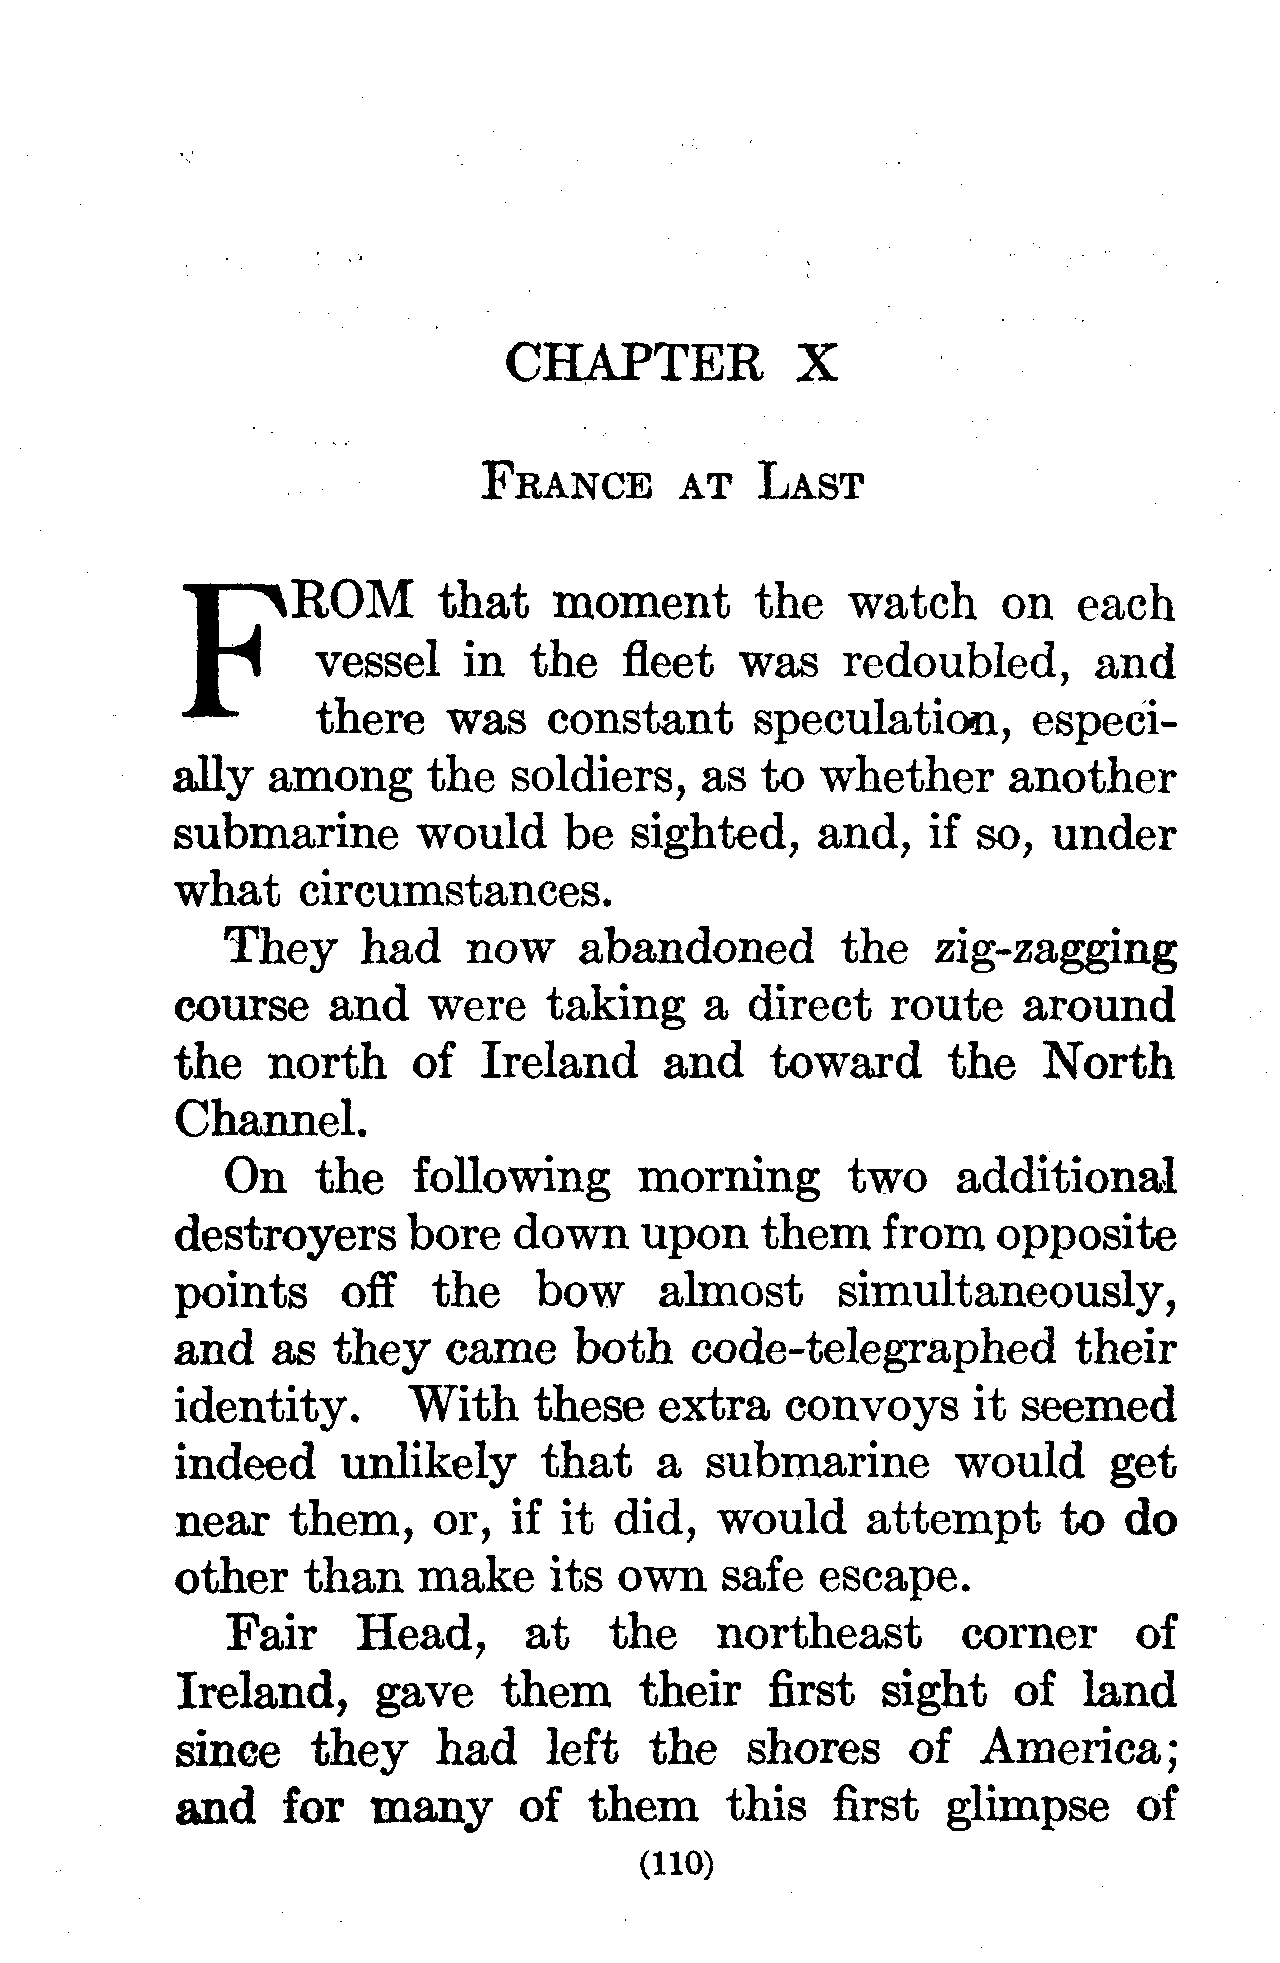 CHAPTER X
FRANCE AT LAST
FROM that moment the watch on each
vessel in the fleet was redoubled, and
there was constant speculation, especi-
ally among the soldiers, as to whether another
submarine would be sighted, and, if so, under
what circumstances.
They had now abandoned the zig-zagging
course and were taking a direct route around
the north of Ireland and toward the North
Channel.
On the following morning two additional
destroyers bore down upon them from opposite
points off the bow almost simultaneously,
and as they came both code-telegraphed their
identity. With these extra convoys it seemed
indeed unlikely that a submarine would get
near them, or, if it did, would attempt to do
other than make its own safe escape.
Fair Head, at the northeast corner of
Ireland, gave them their first sight of land
since they had left the shores of America;
and for many of them this first glimpse of
(110)